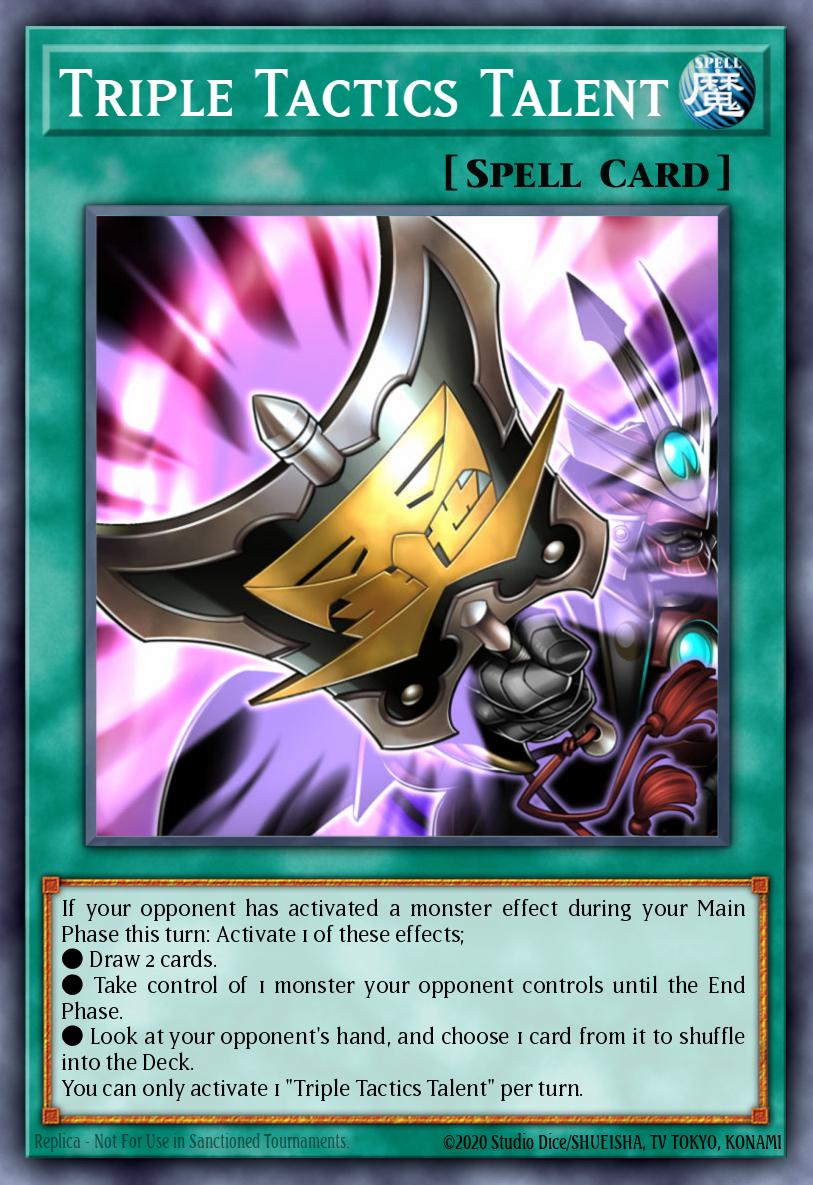 TRIPLE TACTICS TALENT
SPELL
魔
[SPELL CARD]
If your opponent has activated a monster effect during your Main
Phase this turn: Activate 1 of these effects;
● Draw 2 cards.
● Take control of 1 monster your opponent controls until the End
Phase.
● Look at your opponent's hand, and choose 1 card from it to shuffle
into the Deck.
You can only activate 1 "Triple Tactics Talent" per turn.
Replica - Not For Use in Sanctioned Tournaments.
©2020 Studio Dice/SHUEISHA, TV TOKYO, KONAMI